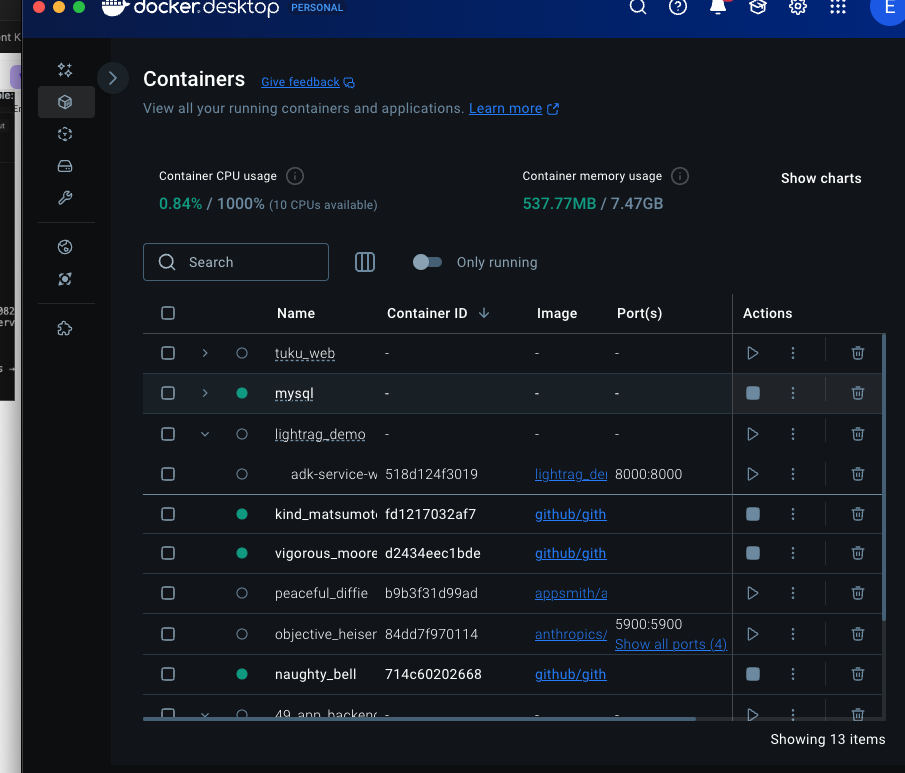 docker.desktop PERSONAL
E
Containers Give feedback
View all your running containers and applications. Learn more
Container CPU usage
0.84% / 1000% (10 CPUs available)
Container memory usage
537.77MB / 7.47GB
Show charts
Search
Only running
Name Container ID Image Port(s) Actions
tuku_web - - -
mysql - - -
lightrag_demo - - -
adk-service-w 518d124f3019 lightrag_de 8000:8000
kind_matsumot fd1217032af7 github/gith
vigorous_moore d2434eec1bde github/gith
peaceful_diffie b9b3f31d99ad appsmith/a
objective_heiser 84dd7f970114 anthropics/ 5900:5900
Show all ports (4)
naughty_bell 714c60202668 github/gith
49_app_backend - - -
Showing 13 items